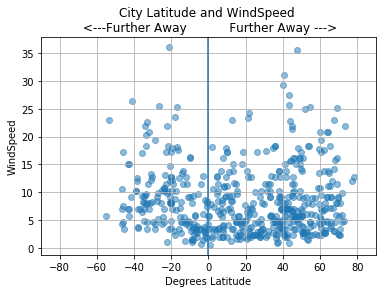 City Latitude and WindSpeed
<---Further Away Further Away --->
WindSpeed
35
30
25
20
15
10
5
0
−80 −60 −40 −20 0 20 40 60 80
Degrees Latitude